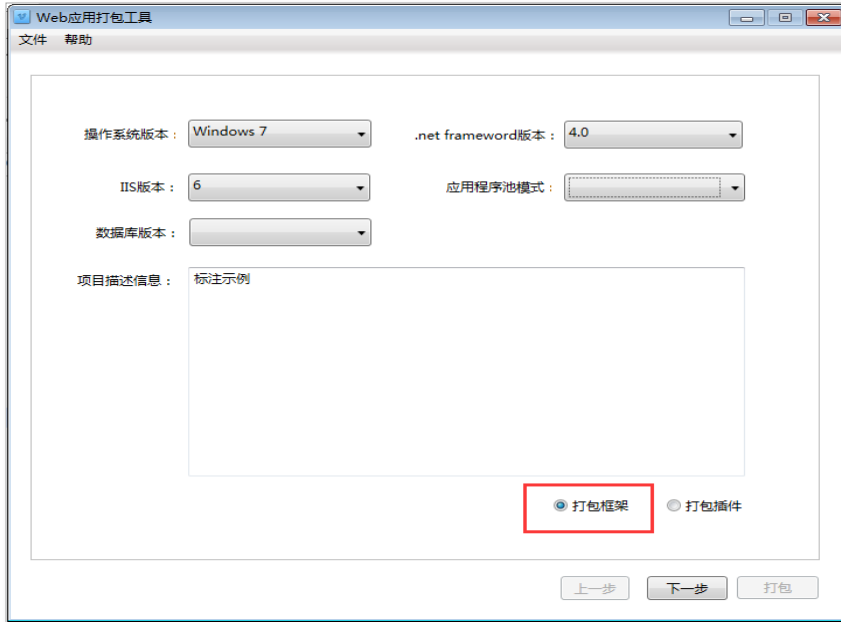 Web应用打包工具
文件 帮助
操作系统版本： Windows 7 .net frameword版本： 4.0
IIS版本： 6 应用程序池模式：
数据库版本：
项目描述信息： 标注示例
打包框架 打包插件
上一步 下一步 打包